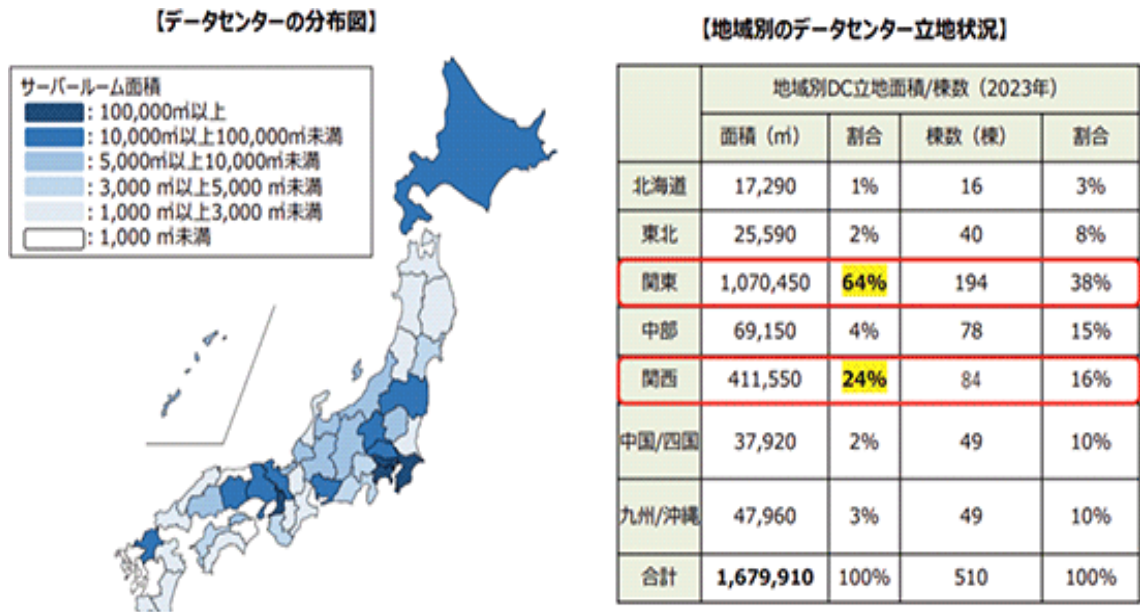 【データセンターの分布図】
サーバールーム面積
: 100,000㎡以上
: 10,000㎡以上100,000㎡未満
: 5,000㎡以上10,000㎡未満
: 3,000 ㎡以上5,000 ㎡未満
: 1,000 ㎡以上3,000 ㎡未満
: 1,000 ㎡未満
【地域別のデータセンター立地状況】
地域別DC立地面積/棟数（2023年）
面積（㎡） 割合 棟数（棟） 割合
北海道 17,290 1% 16 3%
東北 25,590 2% 40 8%
関東 1,070,450 64% 194 38%
中部 69,150 4% 78 15%
関西 411,550 24% 84 16%
中国/四国 37,920 2% 49 10%
九州/沖縄 47,960 3% 49 10%
合計 1,679,910 100% 510 100%